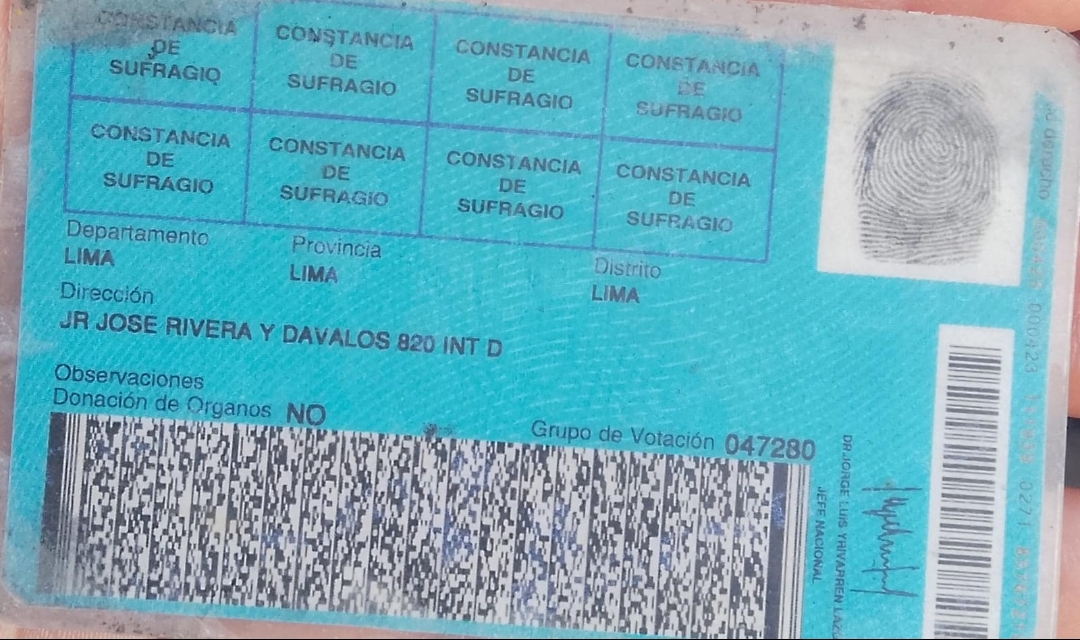 CONSTANCIA DE SUFRAGIO
CONSTANCIA DE SUFRAGIO
CONSTANCIA DE SUFRAGIO
CONSTANCIA DE SUFRAGIO
CONSTANCIA DE SUFRAGIO
CONSTANCIA DE SUFRAGIO
CONSTANCIA DE SUFRAGIO
CONSTANCIA DE SUFRAGIO
Departamento Provincia Distrito
LIMA LIMA LIMA
Dirección
JR JOSE RIVERA Y DAVALOS 820 INT D
Observaciones
Donación de Organos NO
Grupo de Votación 047280
DR JORGE LUIS YRIVARREN
JEFE NACIONAL
derecho